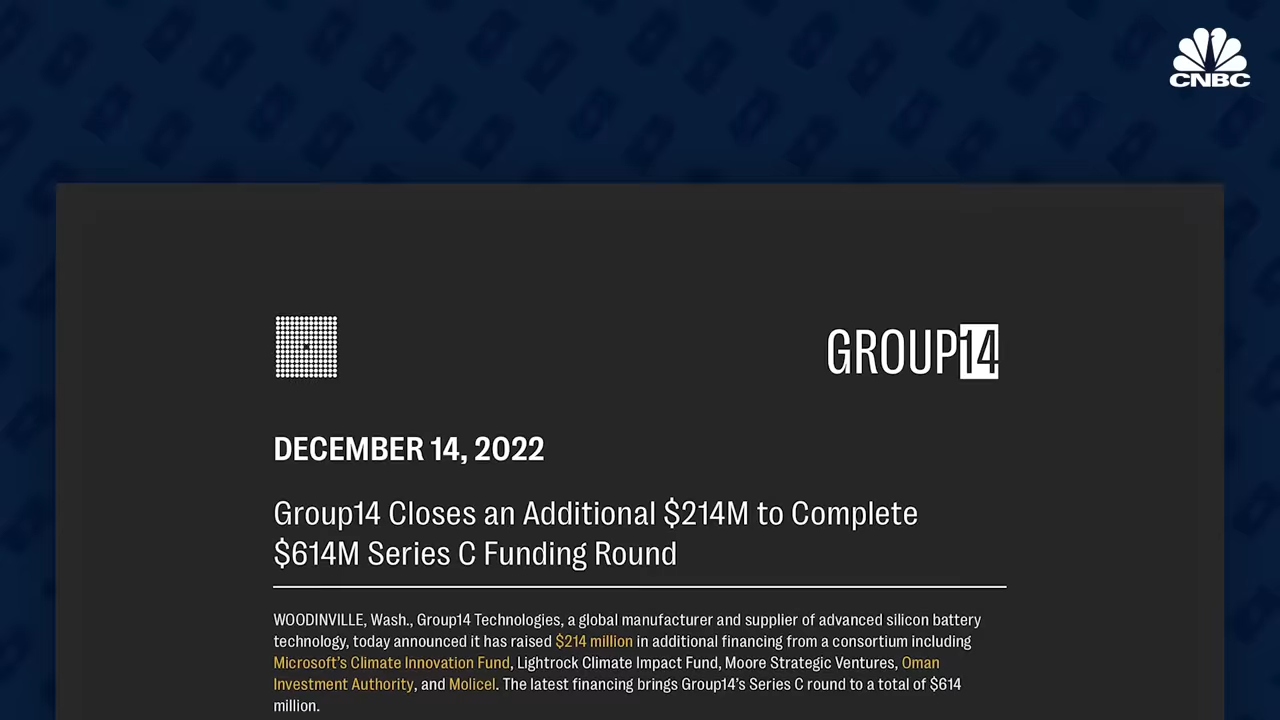 CNBC
GROUP14
DECEMBER 14, 2022
Group14 Closes an Additional $214M to Complete
$614M Series C Funding Round
WOODINVILLE, Wash., Group14 Technologies, a global manufacturer and supplier of advanced silicon battery
technology, today announced it has raised $214 million in additional financing from a consortium including
Microsoft's Climate Innovation Fund, Lightrock Climate Impact Fund, Moore Strategic Ventures, Oman
Investment Authority, and Molicel. The latest financing brings Group14's Series C round to a total of $614
million.